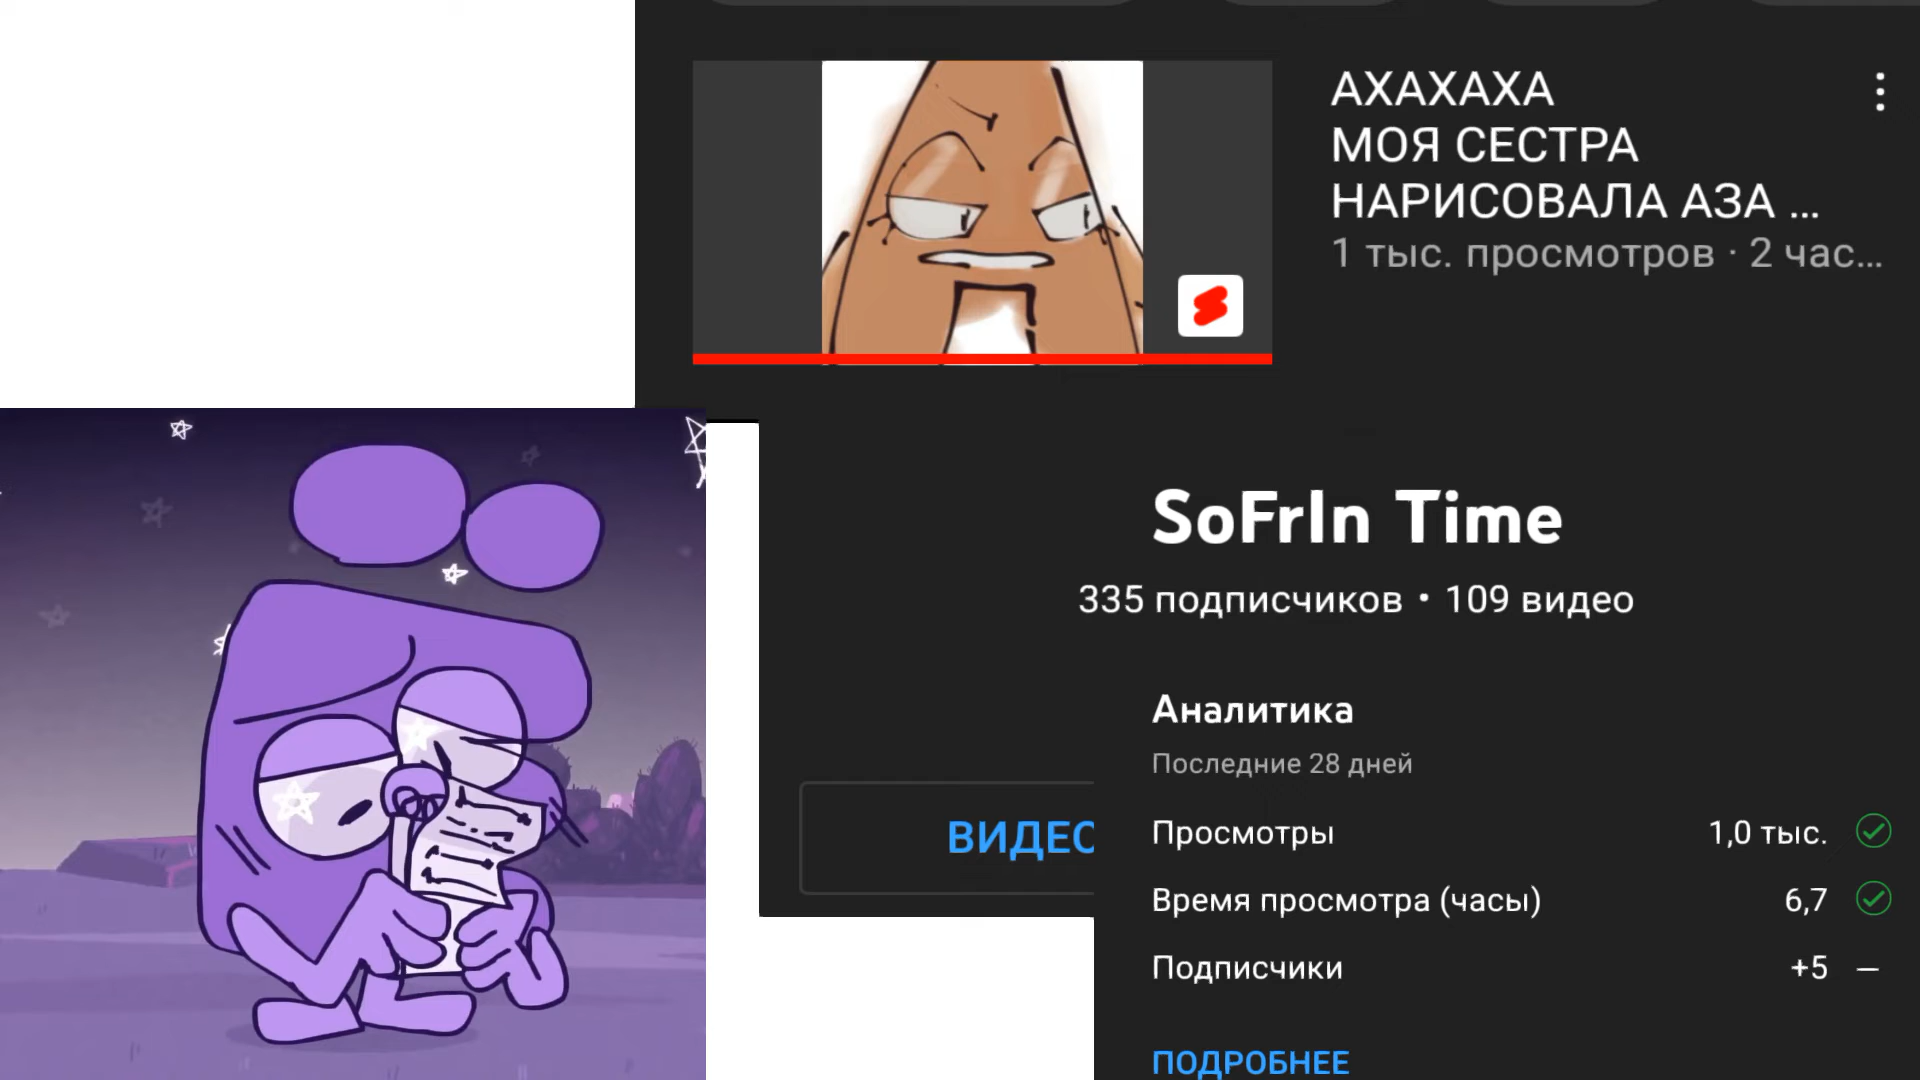 АХАХАХА
МОЯ СЕСТРА
НАРИСОВАЛА АЗА ...
1 тыс. просмотров · 2 час...
SoFrIn Time
335 подписчиков • 109 видео
Аналитика
Последние 28 дней
ВИДЕО
Просмотры 1,0 тыс.
Время просмотра (часы) 6,7
Подписчики +5 —
ПОДРОБНЕЕ